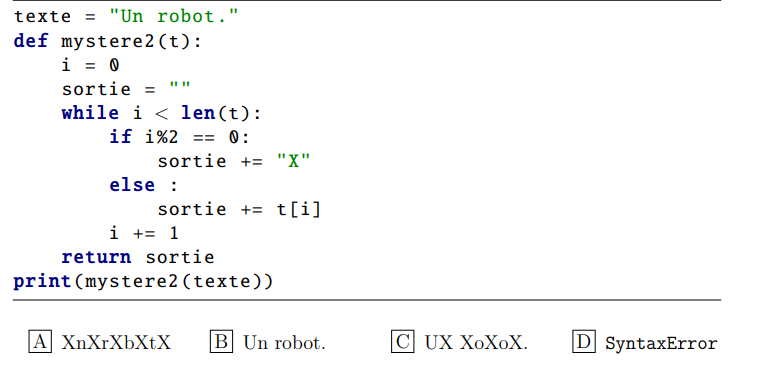 texte = "Un robot."
def mystere2(t):
    i = 0
    sortie = ""
    while i < len(t):
        if i%2 == 0:
            sortie += "X"
        else :
            sortie += t[i]
        i += 1
    return sortie
print(mystere2(texte))
A XnXrXbXtX B Un robot. C UX XoXoX. D SyntaxError